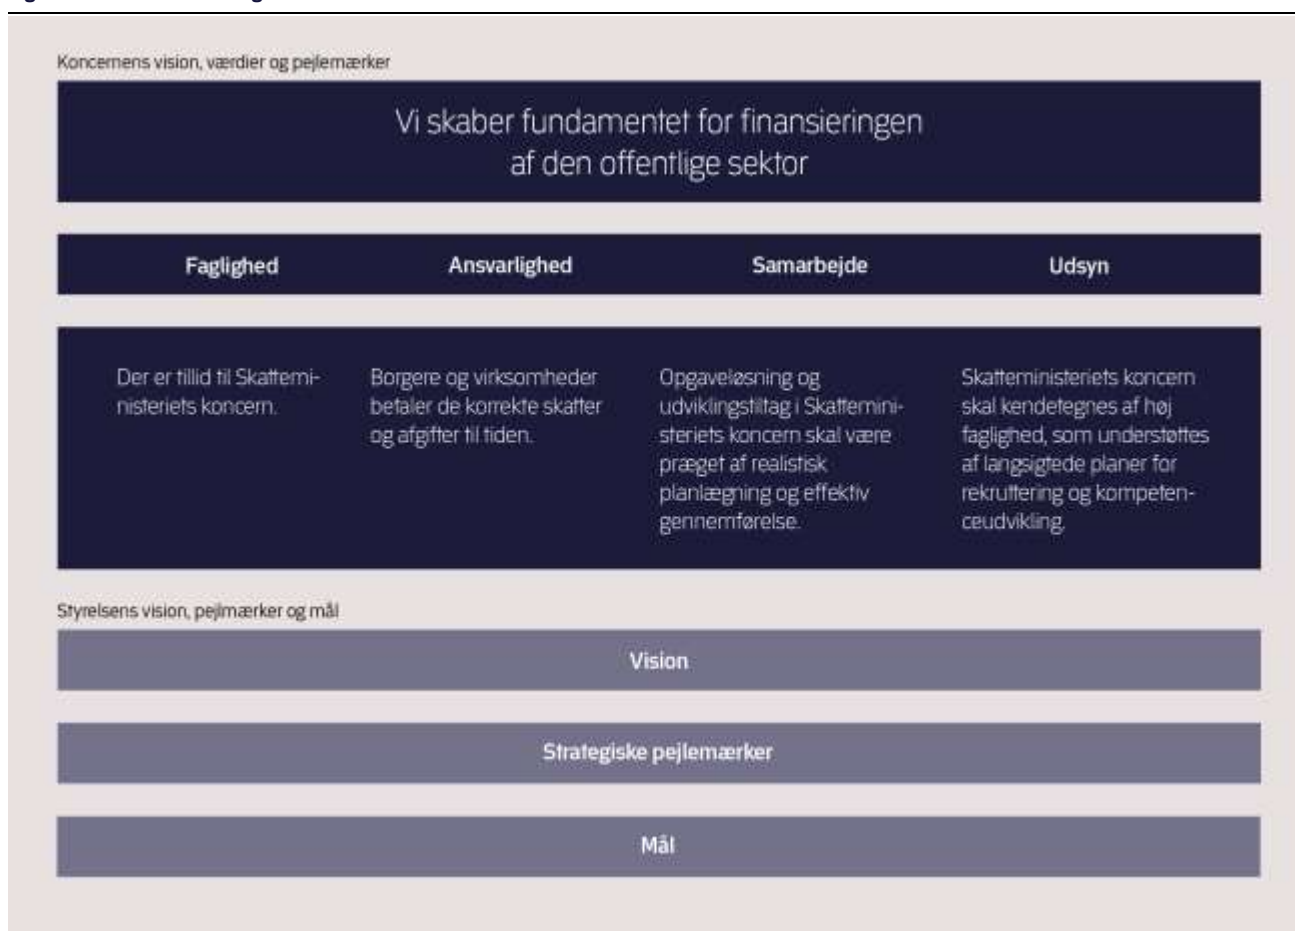 Koncernens vision, værdier og pejlemærker
Vi skaber fundamentet for finansieringen
af den offentlige sektor
Faglighed Ansvarlighed Samarbejde Udsyn
Der er tillid til Skattemi-
nisteriets koncern.
Borgere og virksomheder
betaler de korrekte skatter
og afgifter til tiden.
Opgaveløsning og
udviklingstiltag i Skattemini-
steriets koncern skal være
præget af realistisk
planlægning og effektiv
gennemførelse.
Skatteministeriets koncern
skal kendetegnes af høj
faglighed, som understøttes
af langsigtede planer for
rekruttering og kompeten-
ceudvikling.
Styrelsens vision, pejlmærker og mål
Vision
Strategiske pejlemærker
Mål